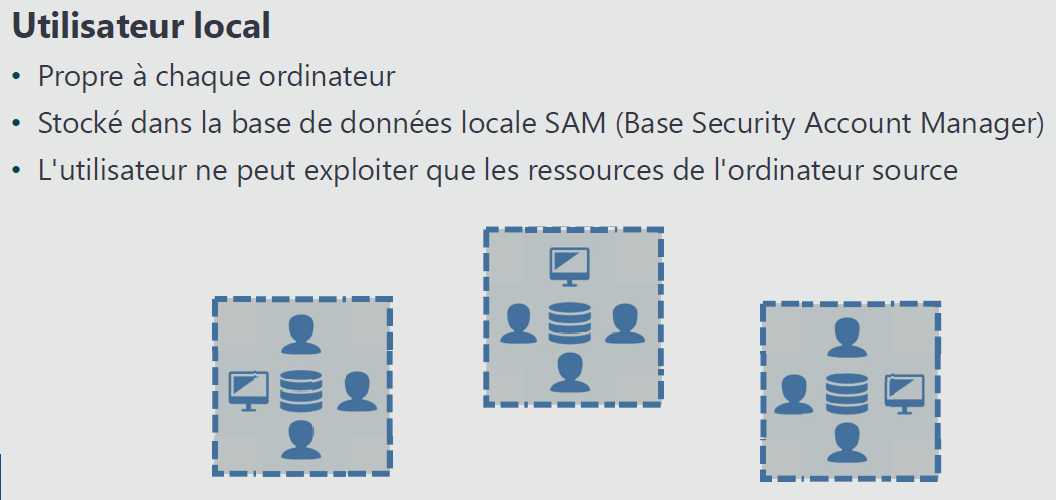 Utilisateur local
• Propre à chaque ordinateur
• Stocké dans la base de données locale SAM (Base Security Account Manager)
• L'utilisateur ne peut exploiter que les ressources de l'ordinateur source